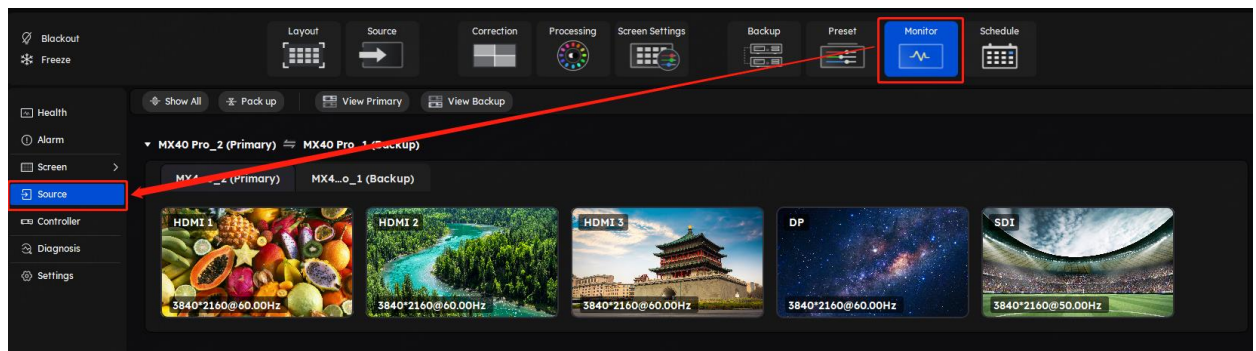 Blackout
Freeze
Layout
Source
Correction
Processing
Screen Settings
Backup
Preset
Monitor
Schedule
Health
Alarm
Screen
Source
Controller
Diagnosis
Settings
Show All
Pack up
View Primary
View Backup
MX40 Pro_2 (Primary)
MX40 Pro_1 (Backup)
(Primary)
MX4...o_1 (Backup)
HDMI 1
3840*2160@60.00Hz
HDMI 2
3840*2160@60.00Hz
HDMI 3
3840*2160@60.00Hz
DP
3840*2160@60.00Hz
SDI
3840*2160@50.00Hz